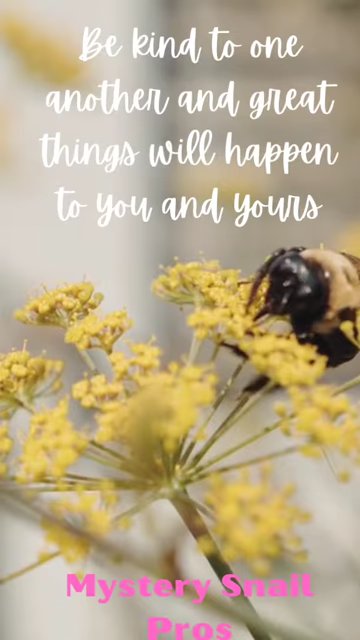 Be kind to one
another and great
things will happen
to you and yours
Mystery Snail
Pros